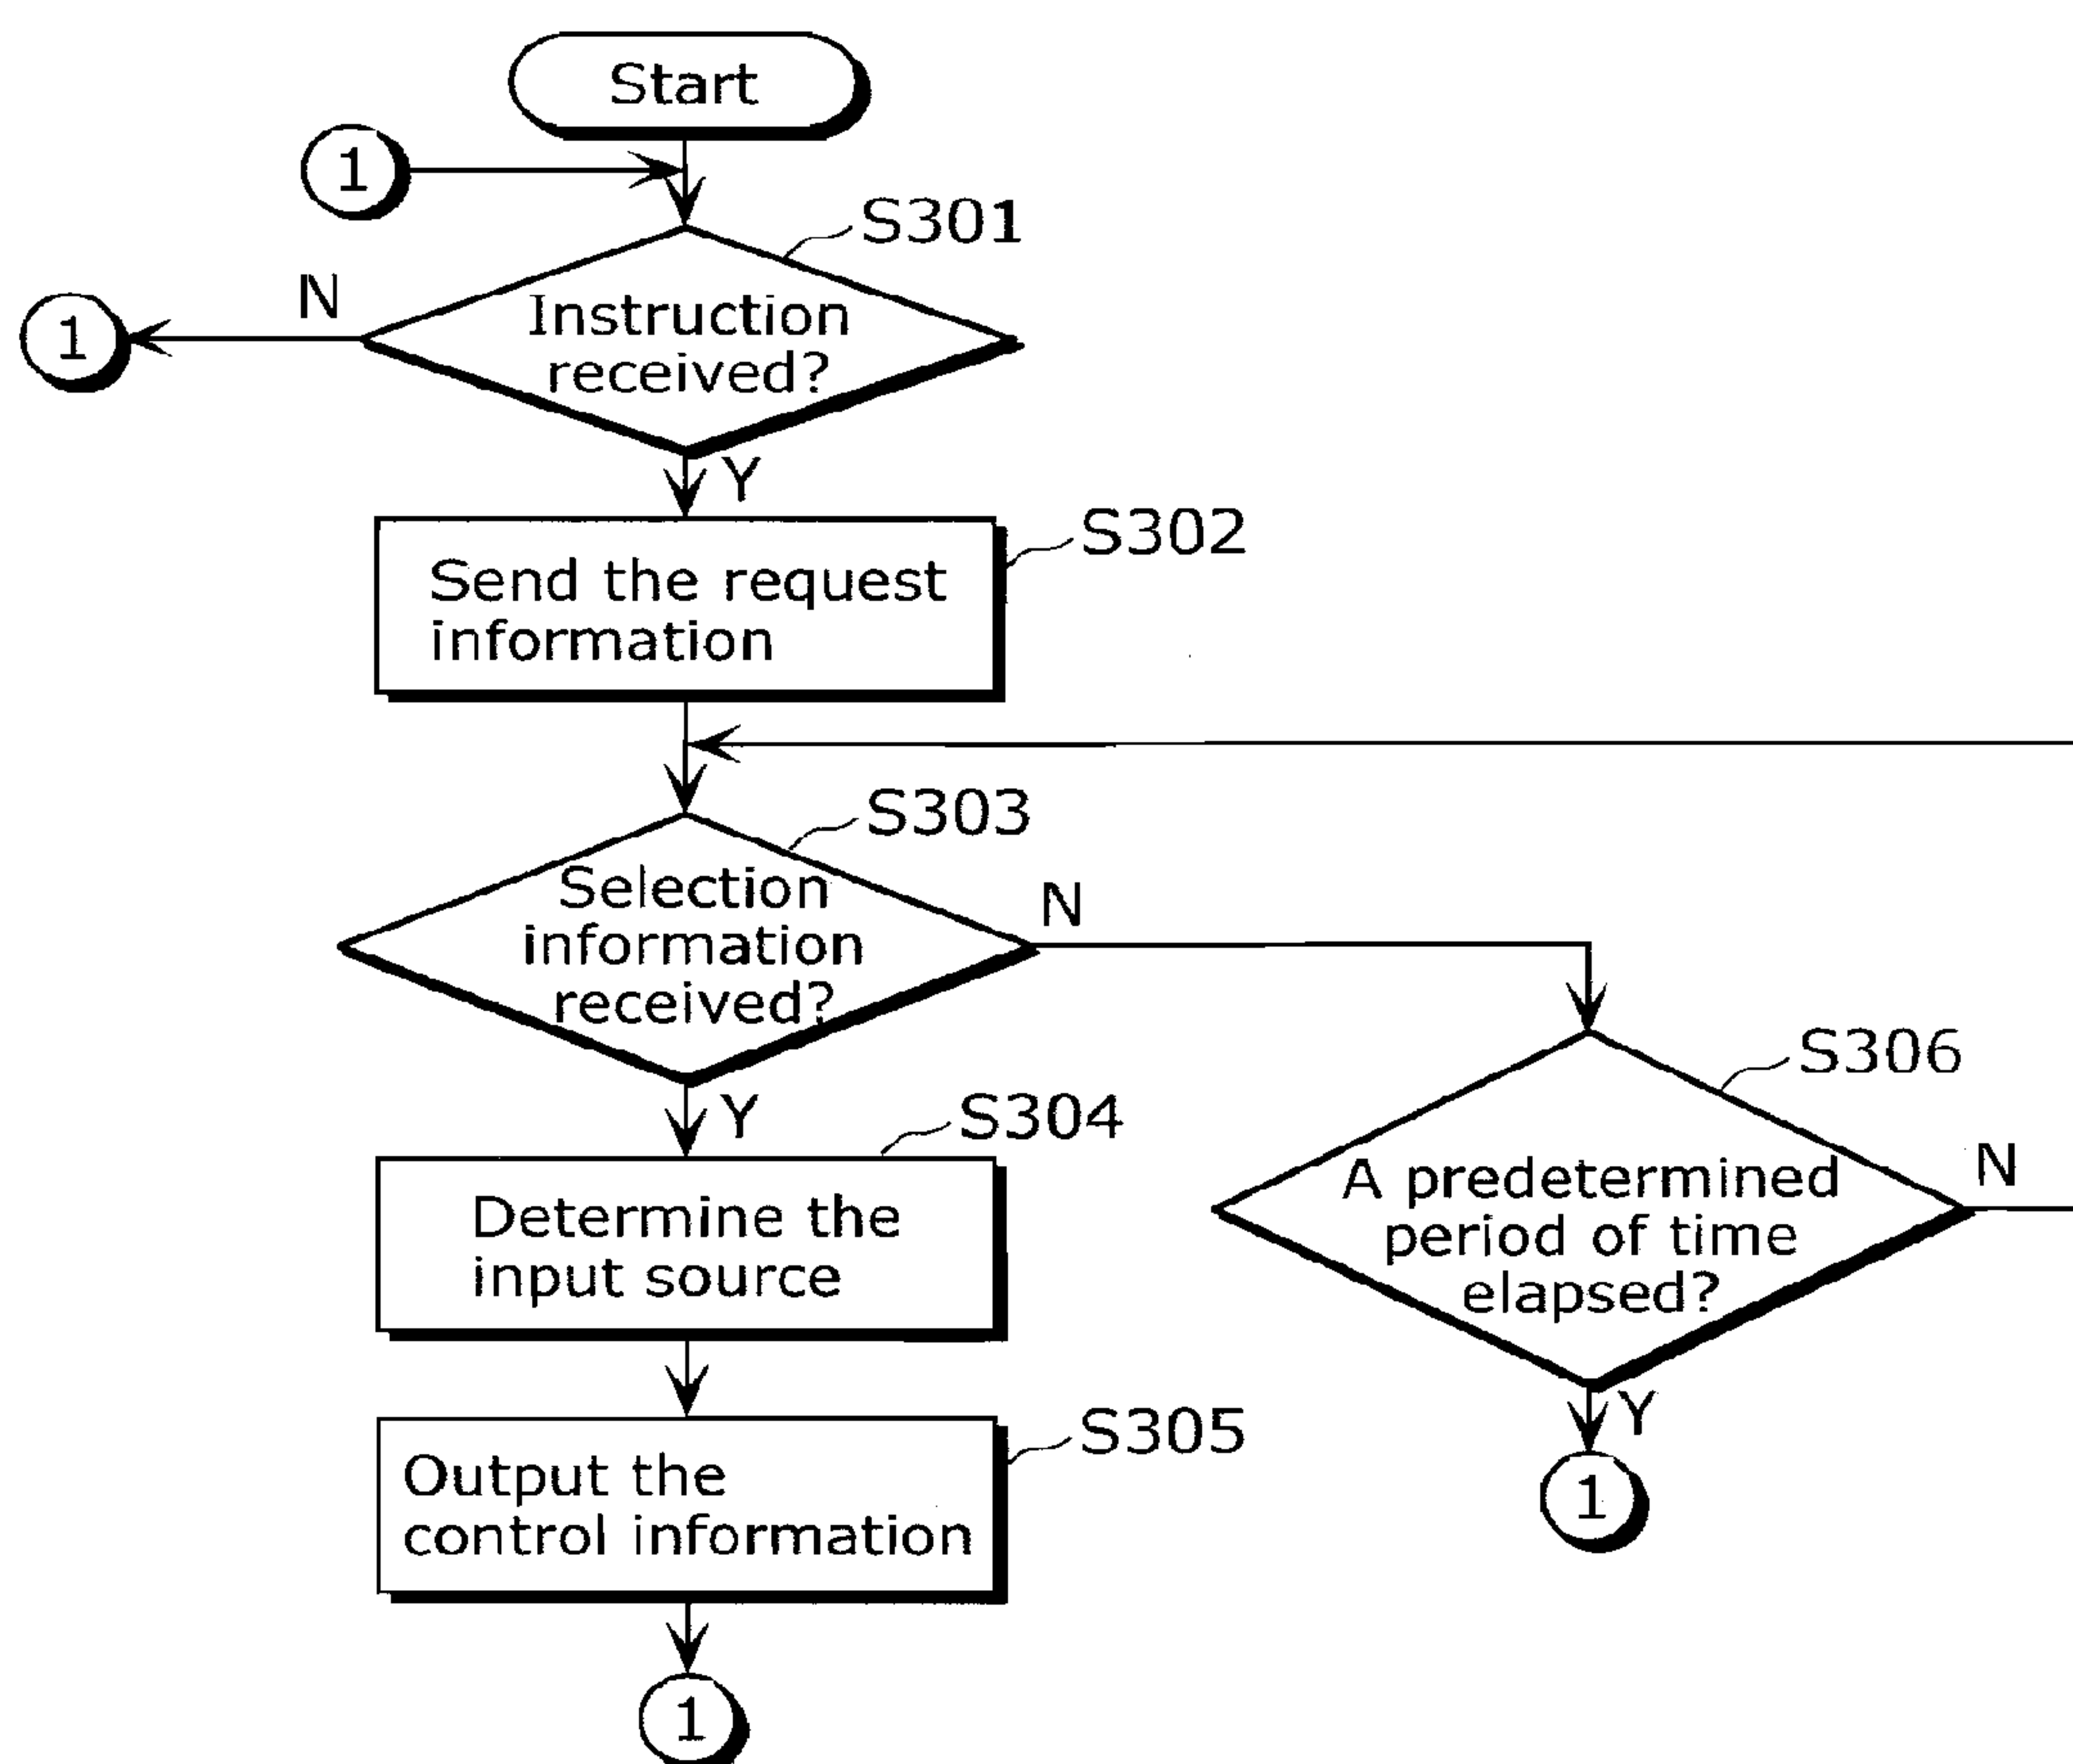 Start
1
S301
N
1
Instruction
received?
Y
S302
Send the request
information
S303
Selection
information
received?
N
S306
Y
S304
A predetermined
period of time
elapsed?
N
Determine the
input source
Y
S305
Output the
control information
1
1